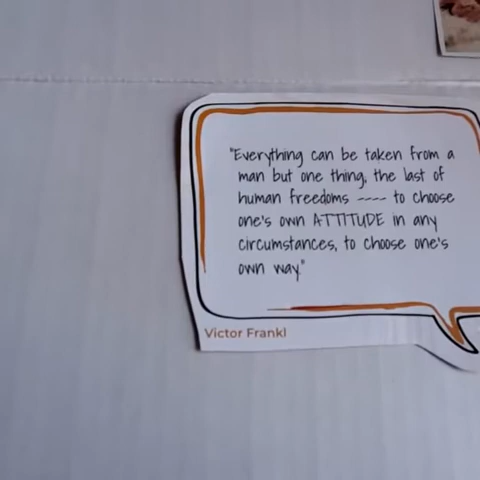 "Everything can be taken from a
man but one thing, the last of
human freedoms ---- to choose
one's own ATTITUDE in any
circumstances, to choose one's
own way."
Victor Frankl